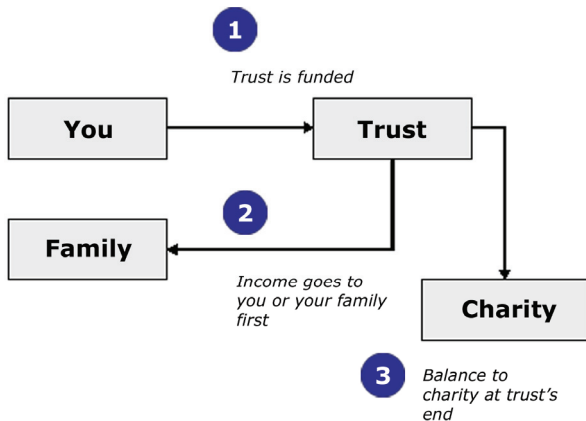 1
Trust is funded
You
Trust
2
Family
Income goes to
you or your family
first
Charity
3
Balance to
charity at trust's
end